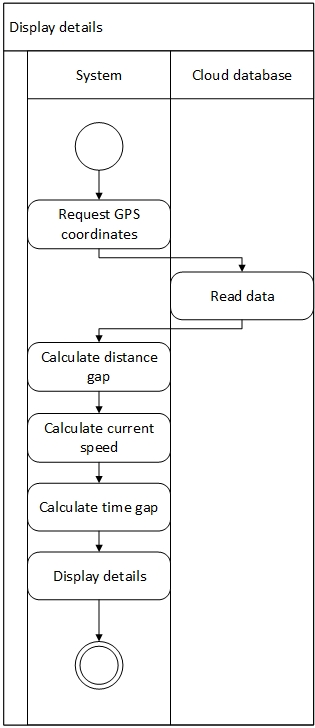 Display details
System
Cloud database
Request GPS
coordinates
Read data
Calculate distance
gap
Calculate current
speed
Calculate time gap
Display details